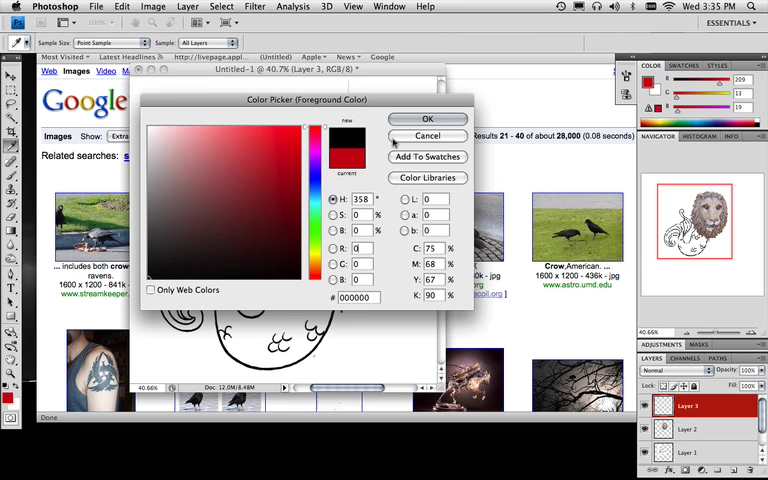 Photoshop File Edit Image Layer Select Filter Analysis 3D View Window Help
Wed 3:35 PM
100%
ESSENTIALS
Sample Size: Point Sample Sample: All Layers
Most Visited Latest Headlines http://livepage.appl... Apple News Google
Untitled-1 @ 40.7% (Layer 3, RGB/8) *
Web Images Video
Google
Images Show: Extra
Results 21 - 40 of about 28,000 (0.08 seconds)
Related searches:
Color Picker (Foreground Color)
new
current
OK
Cancel
Add To Swatches
Color Libraries
H: 358 °
S: 0 %
B: 0 %
R: 0
G: 0
B: 0
L: 0
a: 0
b: 0
C: 75 %
M: 68 %
Y: 67 %
K: 90 %
# 000000
Only Web Colors
... includes both crow
ravens.
1600 x 1200 - 841k
www.streamkeeper.
k - jpg
Crow,American. ...
1600 x 1200 - 436k - jpg
www.astro.umd.edu
40.66% Doc: 12.0M/8.48M
Done
COLOR SWATCHES STYLES
R 209
G 13
B 19
NAVIGATOR HISTOGRAM INFO
40.66%
ADJUSTMENTS MASKS
LAYERS CHANNELS PATHS
Normal Opacity: 100%
Lock: Fill: 100%
Layer 3
Layer 2
Layer 1